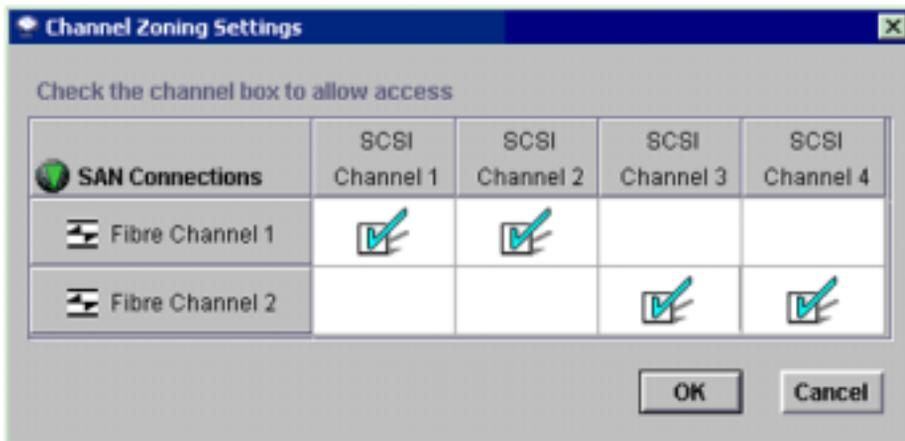 Channel Zoning Settings
Check the channel box to allow access
SAN Connections
SCSI Channel 1
SCSI Channel 2
SCSI Channel 3
SCSI Channel 4
Fibre Channel 1
Fibre Channel 2
OK
Cancel